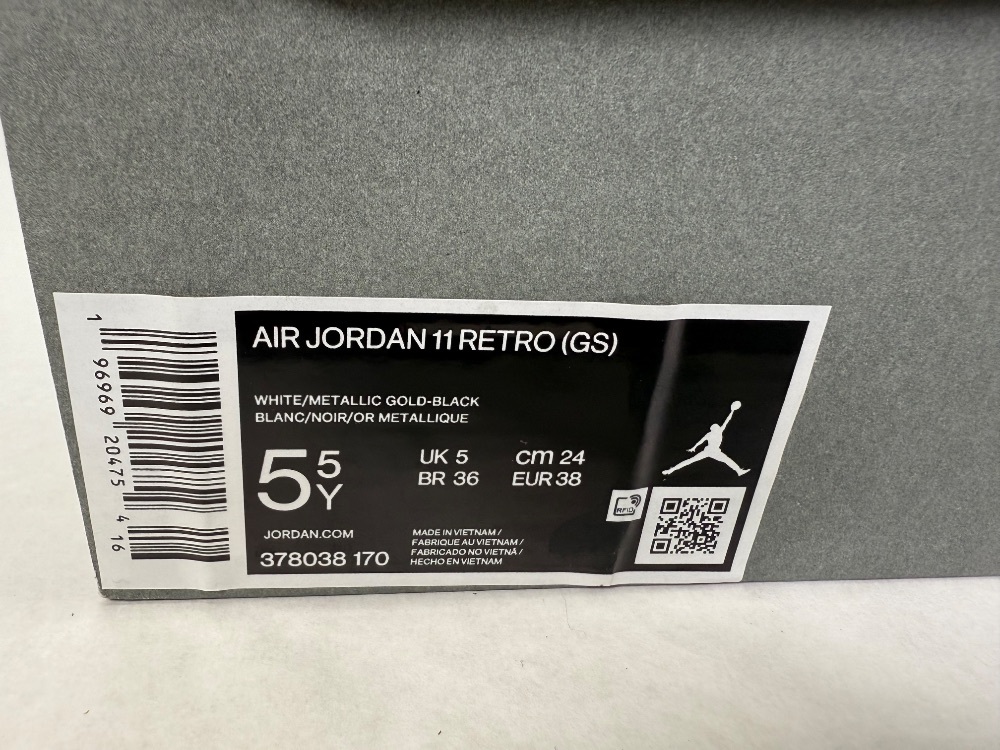 AIR JORDAN 11 RETRO (GS)
WHITE/METALLIC GOLD-BLACK
BLANC/NOIR/OR METALLIQUE
5 5 Y
UK 5 cm 24
BR 36 EUR 38
RFID
JORDAN.COM
378038 170
MADE IN VIETNAM /
FABRIQUE AU VIETNAM /
FABRICADO NO VIETNÃ /
HECHO EN VIETNAM
1 96969 20475 4 16